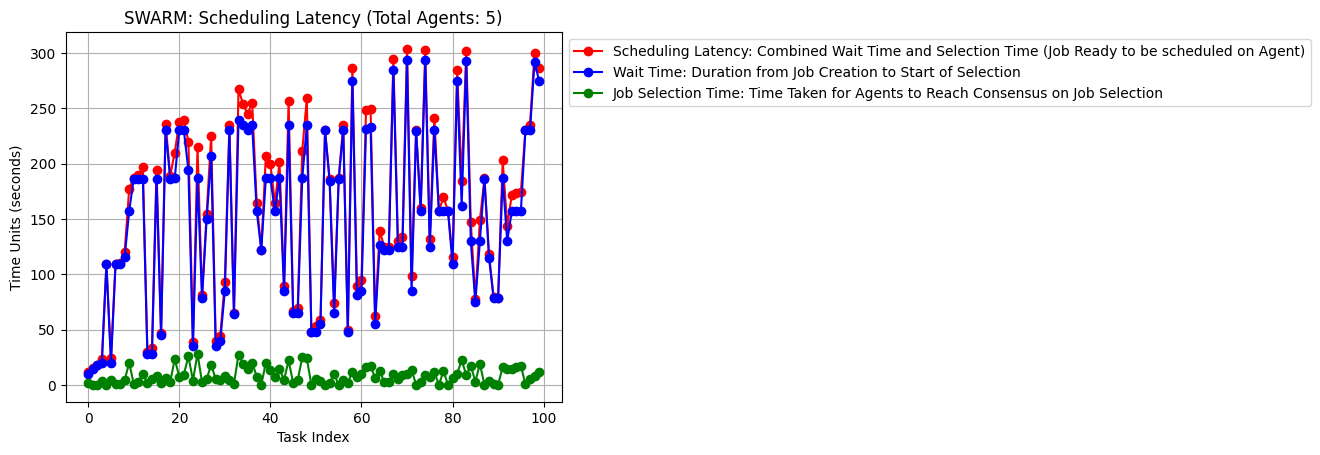 SWARM: Scheduling Latency (Total Agents: 5)
Scheduling Latency: Combined Wait Time and Selection Time (Job Ready to be scheduled on Agent)
Wait Time: Duration from Job Creation to Start of Selection
Job Selection Time: Time Taken for Agents to Reach Consensus on Job Selection
Time Units (seconds)
300
250
200
150
100
50
0
0 20 40 60 80 100
Task Index